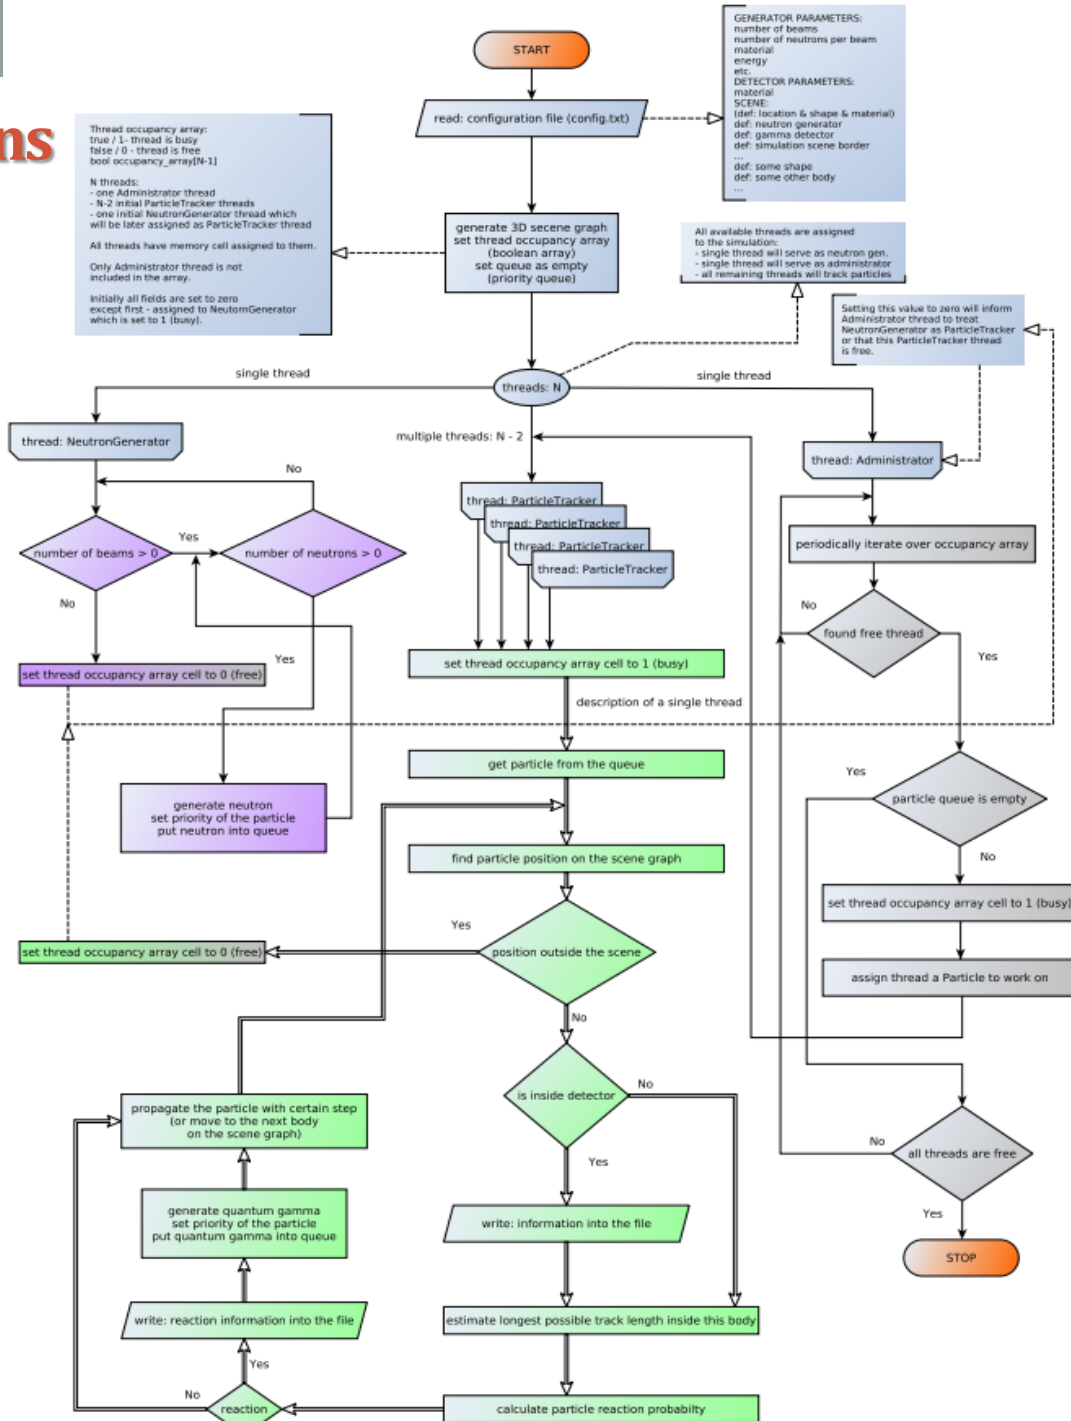 ns
START
GENERATOR PARAMETERS:
number of beams
number of neutrons per beam
material
energy
etc.
DETECTOR PARAMETERS:
material
SCENE:
(def: location & shape & material)
def: neutron generator
def: gamma detector
def: simulation scene border
...
def: some shape
def: some other body
...
read: configuration file (config.txt)
Thread occupancy array:
true / 1- thread is busy
false / 0 - thread is free
bool occupancy_array[N-1]
N threads:
- one Administrator thread
- N-2 initial ParticleTracker threads
- one initial NeutronGenerator thread which
will be later assigned as ParticleTracker thread
All threads have memory cell assigned to them.
Only Administrator thread is not
included in the array.
Initially all fields are set to zero
except first - assigned to NeutornGenerator
which is set to 1 (busy).
generate 3D secene graph
set thread occupancy array
(boolean array)
set queue as empty
(priority queue)
All available threads are assigned
to the simulation:
- single thread will serve as neutron gen.
- single thread will serve as administrator
- all remaining threads will track particles
Setting this value to zero will inform
Administrator thread to treat
NeutronGenerator as ParticleTracker
or that this ParticleTracker thread
is free.
single thread
threads: N
single thread
thread: NeutronGenerator
multiple threads: N - 2
thread: Administrator
No
thread: ParticleTracker
thread: ParticleTracker
thread: ParticleTracker
thread: ParticleTracker
number of beams > 0
Yes
number of neutrons > 0
periodically iterate over occupancy array
No
No
found free thread
Yes
Yes
set thread occupancy array cell to 0 (free)
set thread occupancy array cell to 1 (busy)
description of a single thread
get particle from the queue
Yes
particle queue is empty
generate neutron
set priority of the particle
put neutron into queue
find particle position on the scene graph
No
set thread occupancy array cell to 1 (busy)
Yes
set thread occupancy array cell to 0 (free)
position outside the scene
assign thread a Particle to work on
No
is inside detector
No
propagate the particle with certain step
(or move to the next body
on the scene graph)
No
all threads are free
Yes
generate quantum gamma
set priority of the particle
put quantum gamma into queue
write: information into the file
Yes
STOP
write: reaction information into the file
estimate longest possible track length inside this body
Yes
No
reaction
calculate particle reaction probabilty